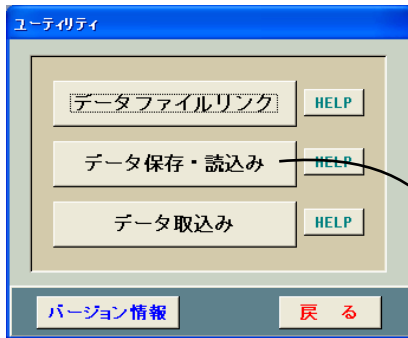 ユーティリティ
データファイルリンク HELP
データ保存・読込み HELP
データ取込み HELP
バージョン情報 戻る